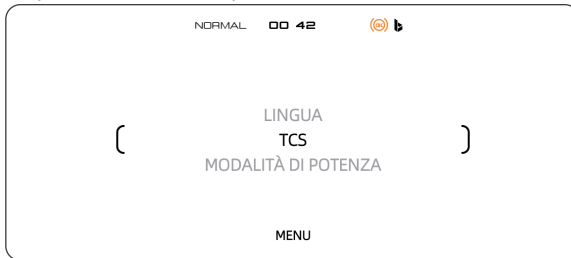 NORMAL 00 42
LINGUA
TCS
MODALITÀ DI POTENZA
MENU